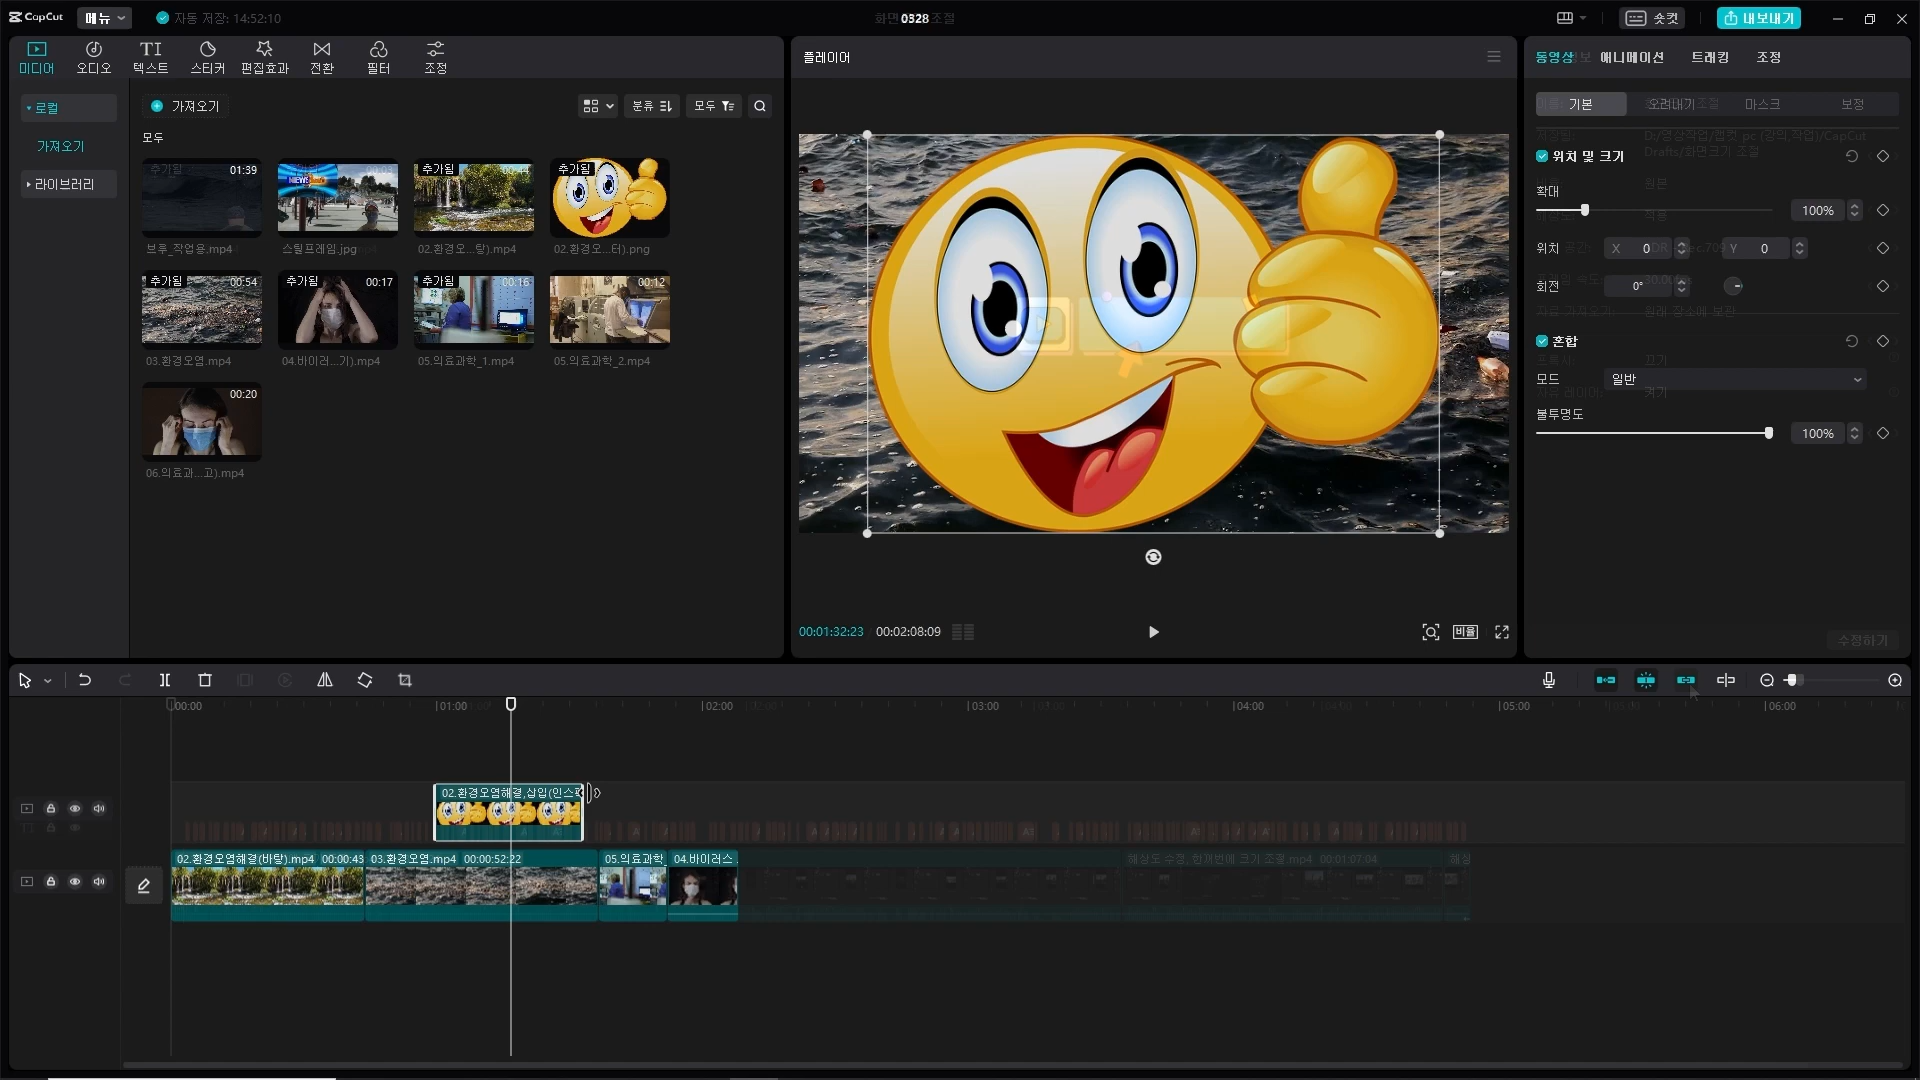 CapCut
메뉴
자동 저장: 14:52:10
0328
숏컷
내보내기
미디어
오디오
텍스트
스티커
편집효과
전환
필터
조정
로컬
가져오기
라이브러리
가져오기
분류
모두
모두
추가됨
01:39
브루_작업용.mp4
스틸프레임.jpg
추가됨
02.환경오...탕).mp4
추가됨
02.환경오...터).png
추가됨
00:54
03.환경오염.mp4
추가됨
00:17
04.바이러...기).mp4
추가됨
00:16
05.의료과학_1.mp4
추가됨
00:12
05.의료과학_2.mp4
00:20
06.의료과...고).mp4
플레이어
00:01:32:23
00:02:08:09
비율
동영상
애니메이션
트래킹
조정
기본
오려내기
마스크
보정
위치 및 크기
확대
100%
위치
X 0
Y 0
회전
0°
혼합
모드
일반
불투명도
100%
수정하기
00:00
01:00
02:00
03:00
04:00
05:00
06:00
02.환경오염해결,삽입(인스
02.환경오염해결(바탕).mp4 00:00:43
03.환경오염.mp4 00:00:52:22
05.의료과학
04.바이러스
해상도 수정, 한꺼번에 크기 조절.mp4 00:01:07:04
해상